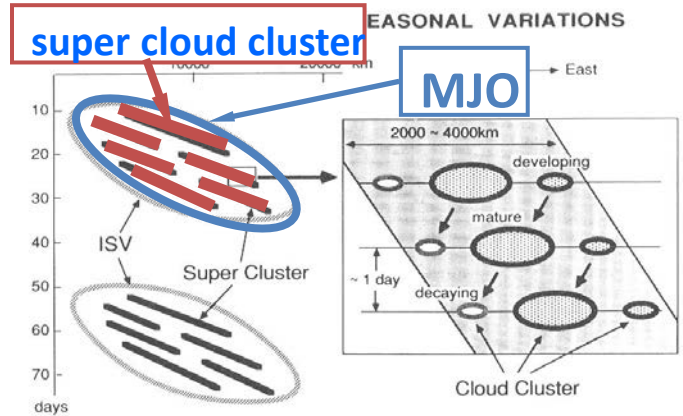 super cloud cluster
EASONAL VARIATIONS
20000 km
East
MJO
10
20
30
40
50
60
70
days
ISV
Super Cluster
2000 ~ 4000km
developing
mature
~ 1 day
decaying
Cloud Cluster